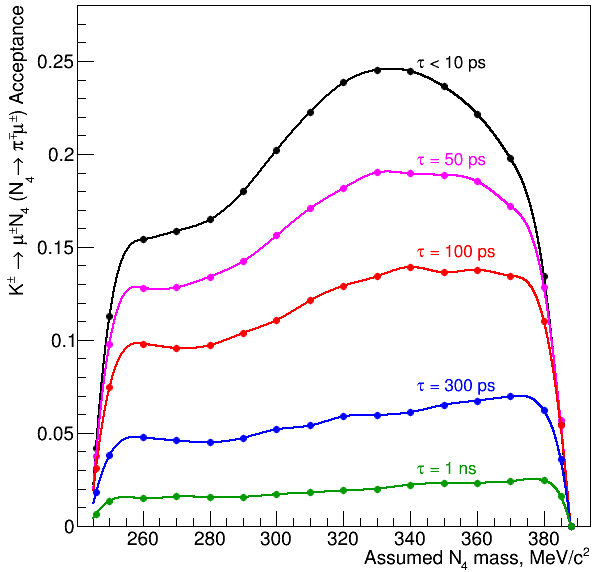 K± → μ±N4 (N4 → π∓μ±) Acceptance
0.25
0.2
0.15
0.1
0.05
0
τ < 10 ps
τ = 50 ps
τ = 100 ps
τ = 300 ps
τ = 1 ns
260 280 300 320 340 360 380
Assumed N4 mass, MeV/c²